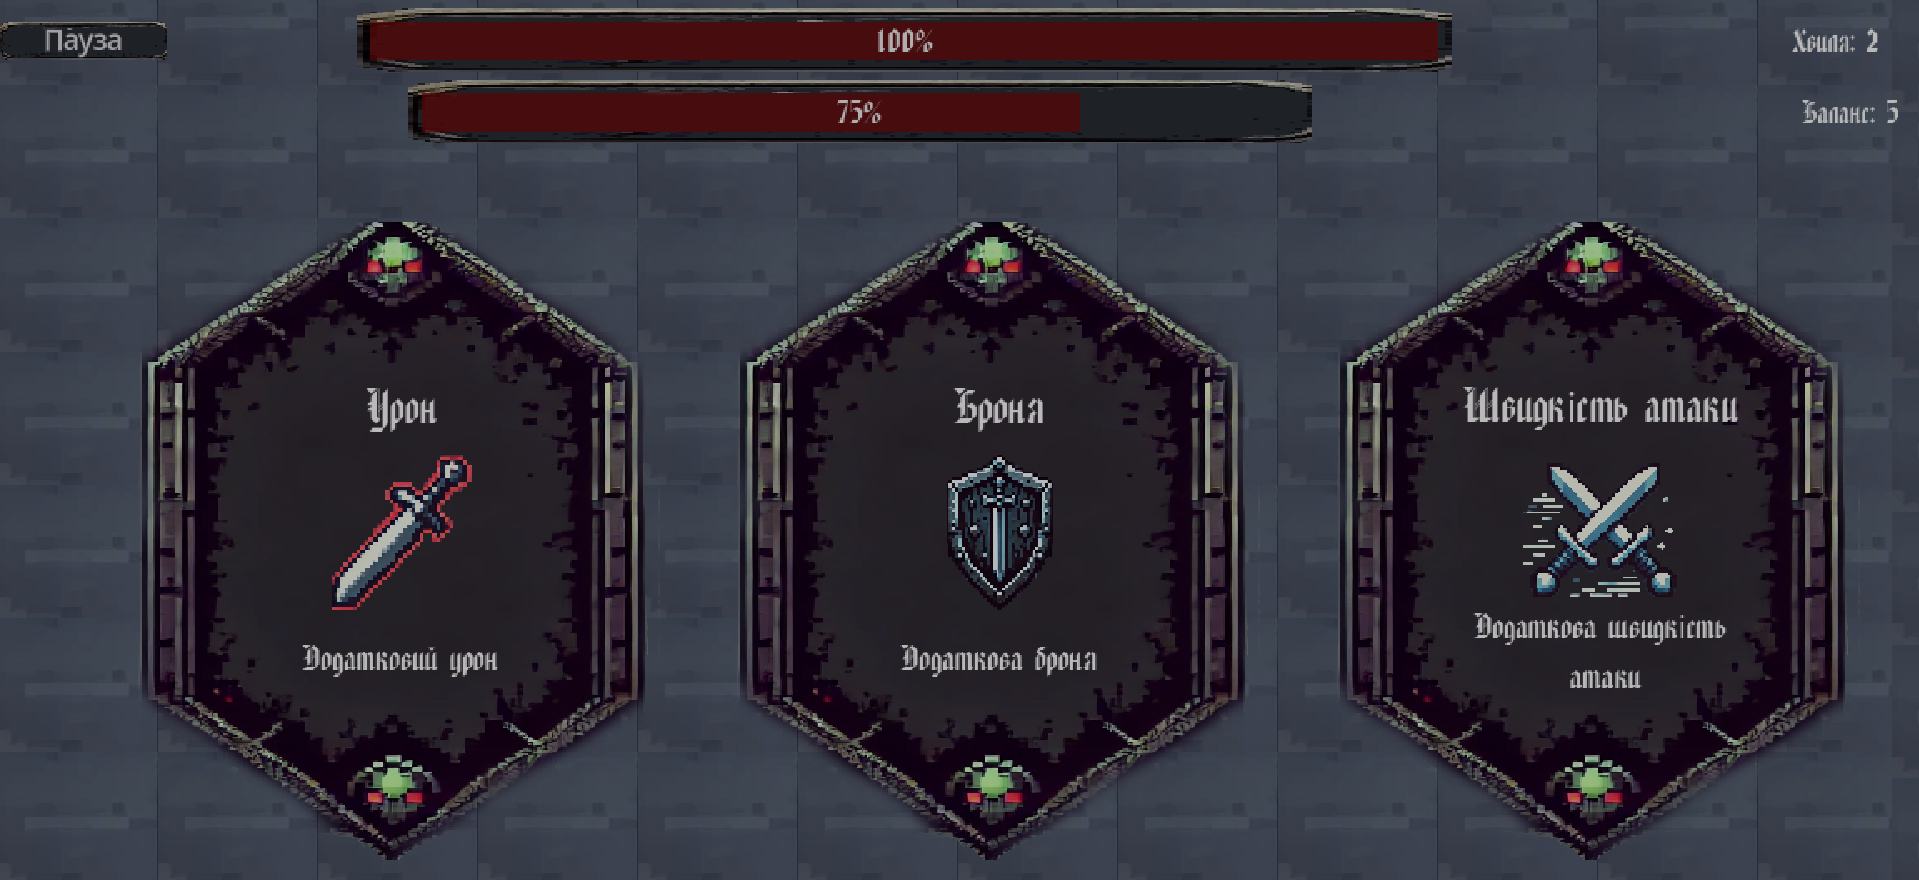 Пауза
100%
Хвиля: 2
75%
Баланс: 5
Урон
Броня
Швидкість атаки
Додатковий урон
Додаткова броня
Додаткова швидкість
атаки